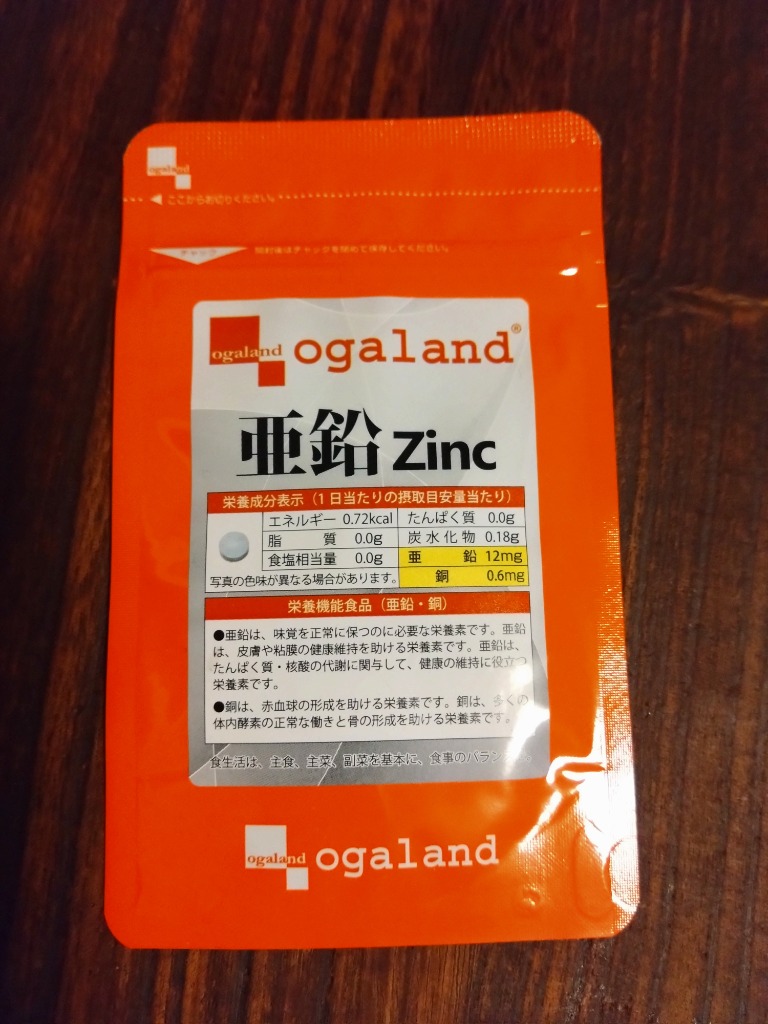 ogaland
ここからお切りください。
チャック 開封後はチャックを閉めて保存してください。
ogaland ogaland®
亜鉛 Zinc
栄養成分表示（1日当たりの摂取目安量当たり）
エネルギー 0.72kcal たんぱく質 0.0g
脂質 0.0g 炭水化物 0.18g
食塩相当量 0.0g 亜鉛 12mg
写真の色味が異なる場合があります。 銅 0.6mg
栄養機能食品（亜鉛・銅）
●亜鉛は、味覚を正常に保つのに必要な栄養素です。亜鉛
は、皮膚や粘膜の健康維持を助ける栄養素です。亜鉛は、
たんぱく質・核酸の代謝に関与して、健康の維持に役立つ
栄養素です。
●銅は、赤血球の形成を助ける栄養素です。銅は、多くの
体内酵素の正常な働きと骨の形成を助ける栄養素です。
食生活は、主食、主菜、副菜を基本に、食事のバランスを。
ogaland ogaland